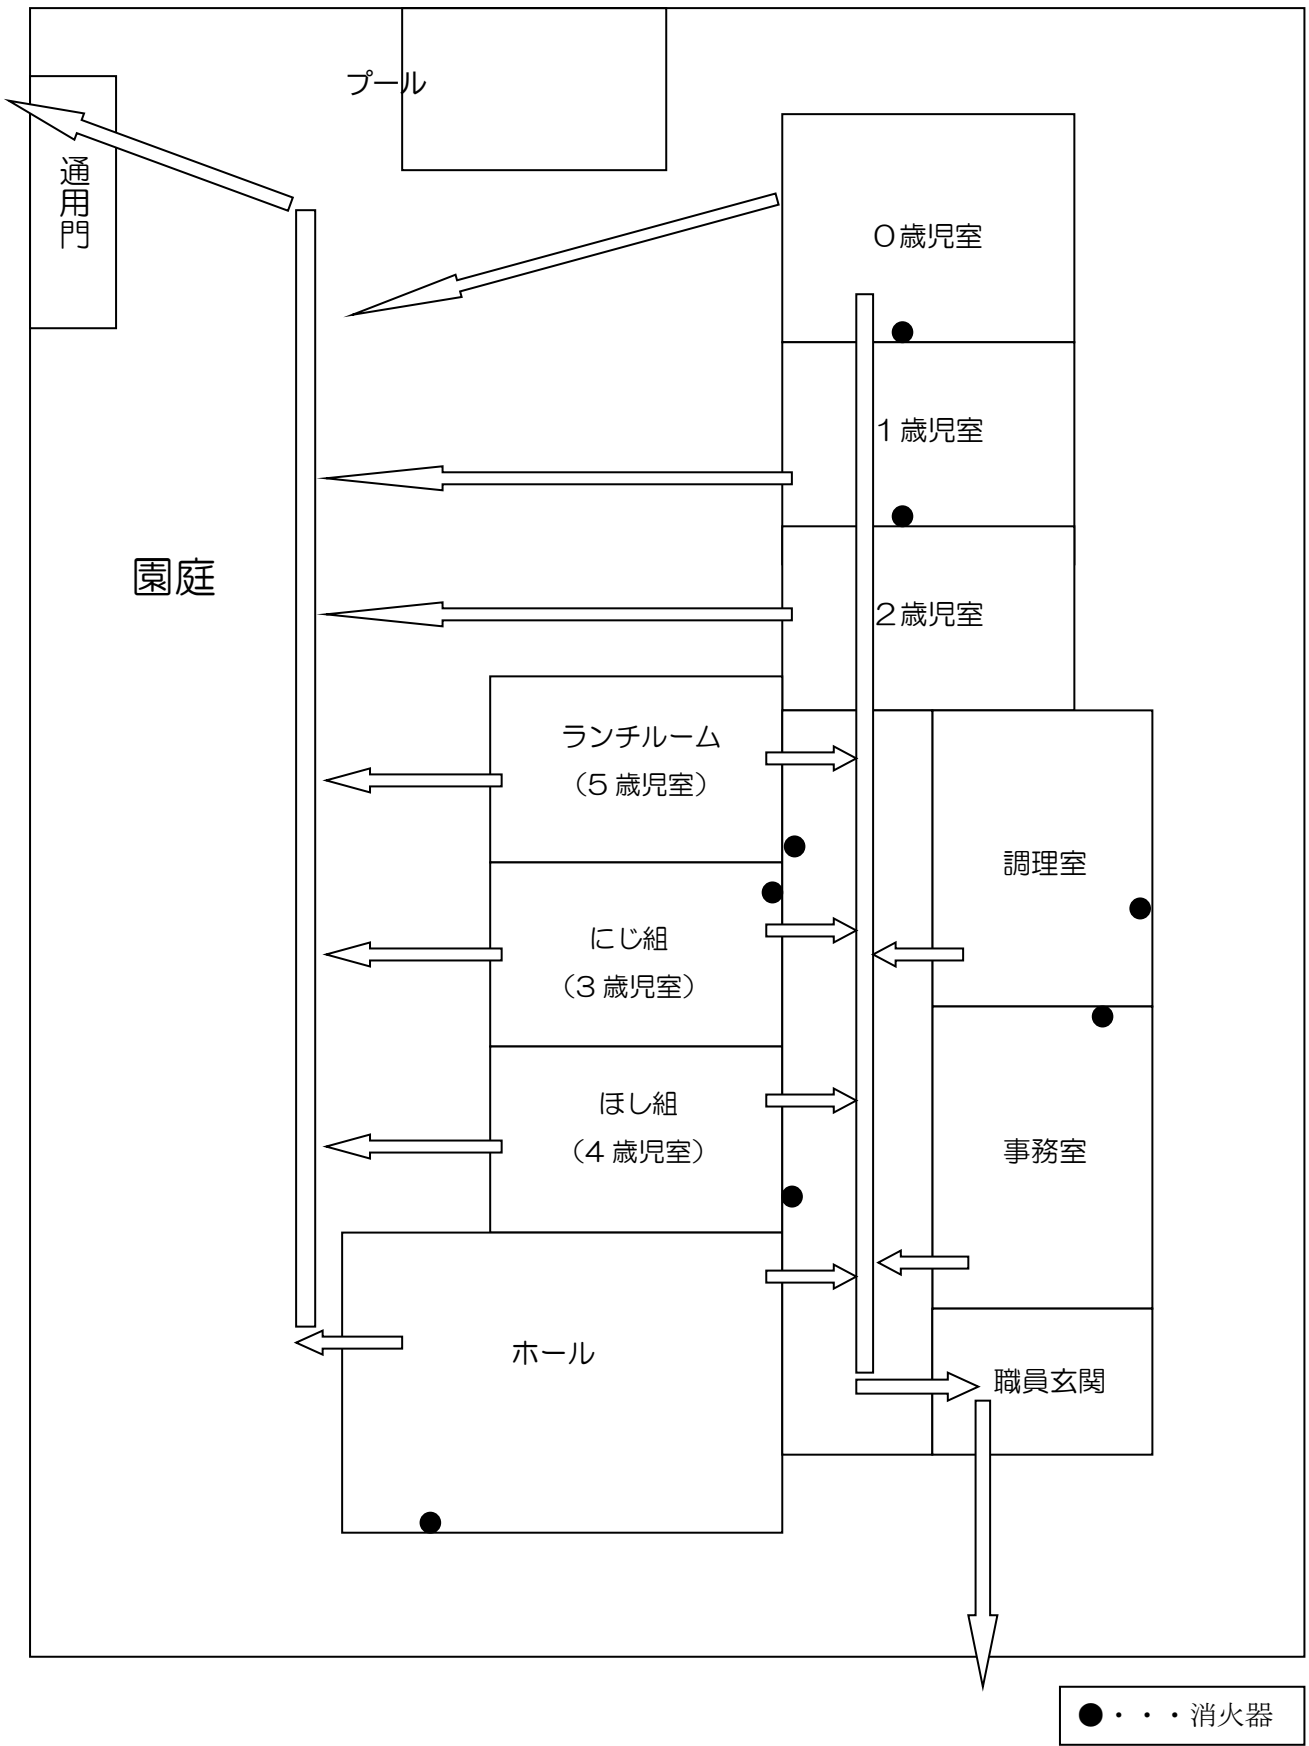 プール
通用門
０歳児室
１歳児室
園庭
２歳児室
ランチルーム
（５歳児室）
調理室
にじ組
（３歳児室）
ほし組
（４歳児室）
事務室
ホール
職員玄関
●・・・消火器